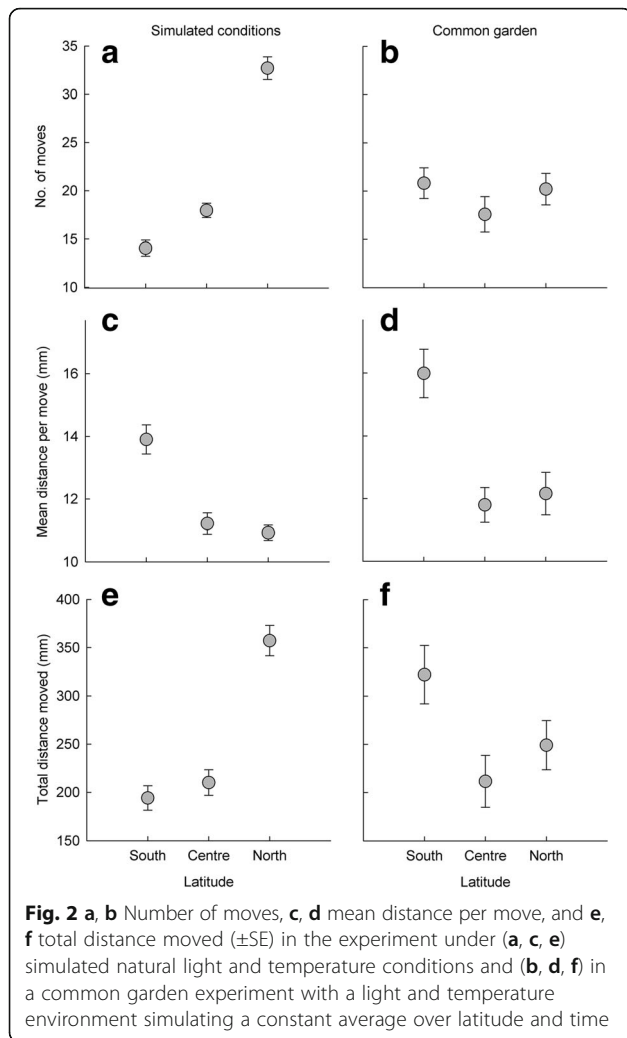 Simulated conditions
Common garden
a
b
No. of moves
35
30
25
20
15
10
c
d
Mean distance per move (mm)
16
14
12
10
e
f
Total distance moved (mm)
400
350
300
250
200
150
South Centre North
South Centre North
Latitude
Latitude
Fig. 2 a, b Number of moves, c, d mean distance per move, and e,
f total distance moved (±SE) in the experiment under (a, c, e)
simulated natural light and temperature conditions and (b, d, f) in
a common garden experiment with a light and temperature
environment simulating a constant average over latitude and time